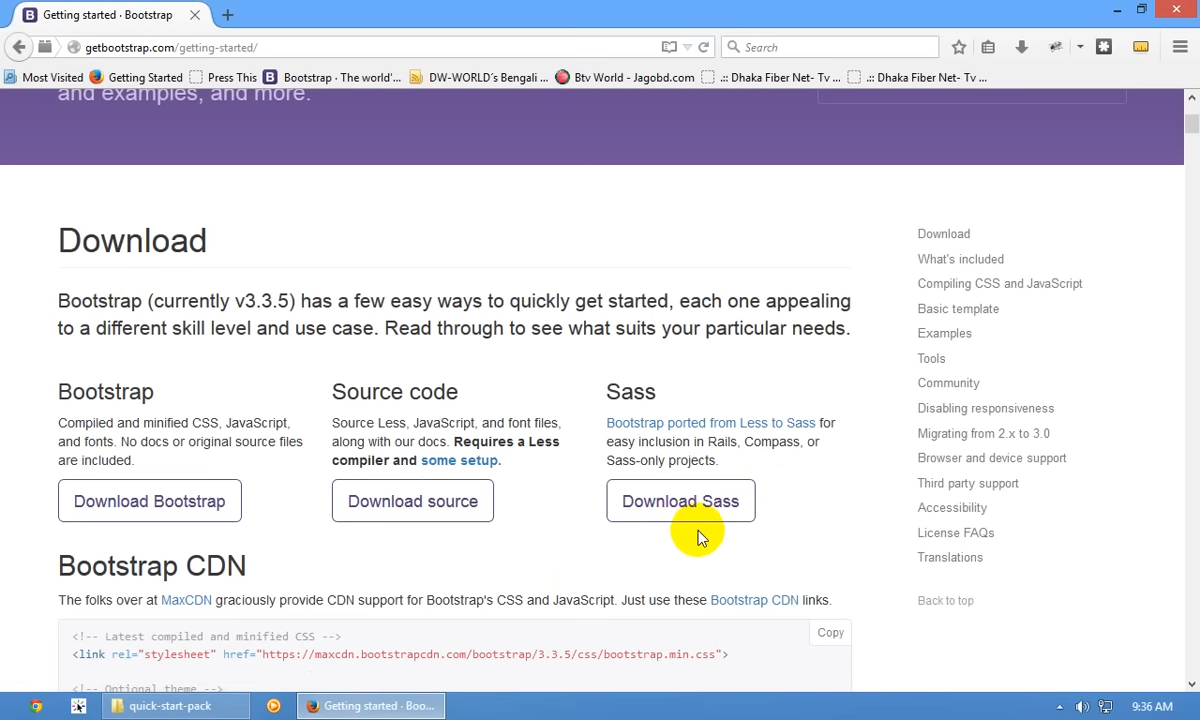 Getting started · Bootstrap
getbootstrap.com/getting-started/
Search
Most Visited
Getting Started
Press This
Bootstrap · The world'...
DW-WORLD´s Bengali ...
Btv World - Jagobd.com
.:: Dhaka Fiber Net- Tv ...
.:: Dhaka Fiber Net- Tv ...
and examples, and more.
Download
Bootstrap (currently v3.3.5) has a few easy ways to quickly get started, each one appealing
to a different skill level and use case. Read through to see what suits your particular needs.
Bootstrap
Compiled and minified CSS, JavaScript,
and fonts. No docs or original source files
are included.
Download Bootstrap
Source code
Source Less, JavaScript, and font files,
along with our docs. Requires a Less
compiler and some setup.
Download source
Sass
Bootstrap ported from Less to Sass for
easy inclusion in Rails, Compass, or
Sass-only projects.
Download Sass
Bootstrap CDN
The folks over at MaxCDN graciously provide CDN support for Bootstrap's CSS and JavaScript. Just use these Bootstrap CDN links.
Copy
<!-- Latest compiled and minified CSS -->
<link rel="stylesheet" href="https://maxcdn.bootstrapcdn.com/bootstrap/3.3.5/css/bootstrap.min.css">
<!-- Optional theme -->
Download
What's included
Compiling CSS and JavaScript
Basic template
Examples
Tools
Community
Disabling responsiveness
Migrating from 2.x to 3.0
Browser and device support
Third party support
Accessibility
License FAQs
Translations
Back to top
quick-start-pack
Getting started · Boo...
9:36 AM